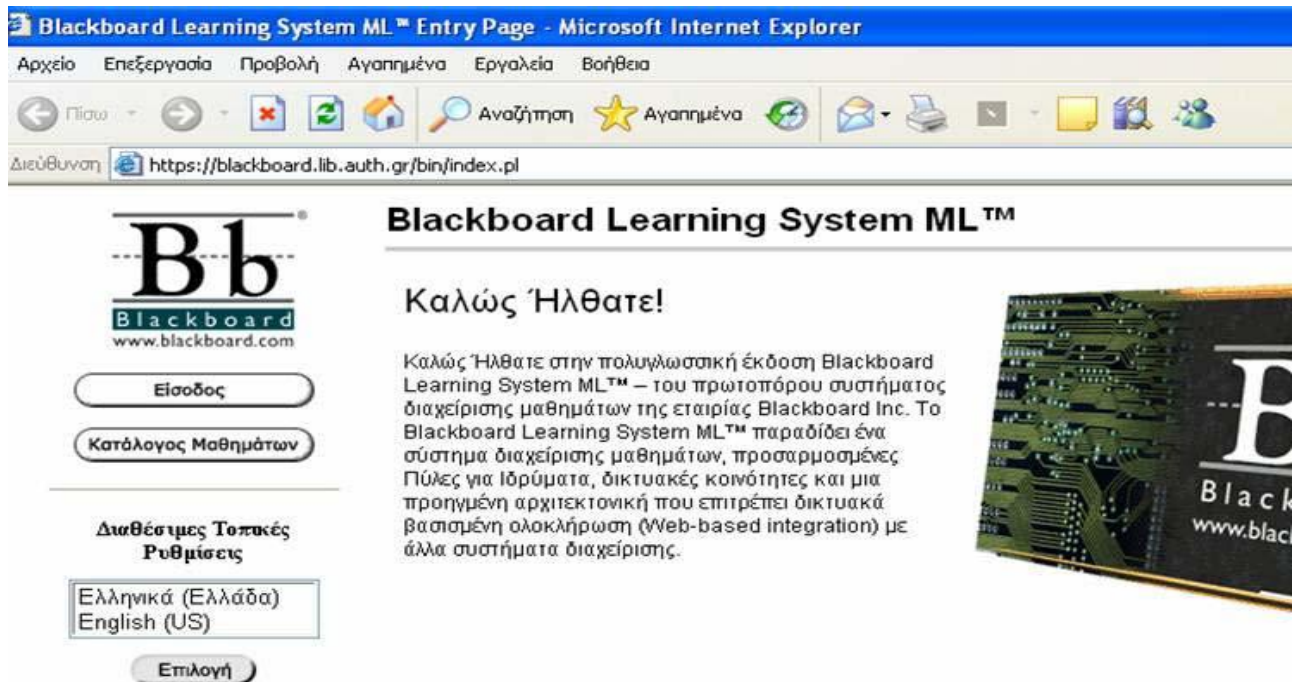 Blackboard Learning System ML™ Entry Page - Microsoft Internet Explorer
Αρχείο Επεξεργασία Προβολή Αγαπημένα Εργαλεία Βοήθεια
Πίσω Αναζήτηση Αγαπημένα
Διεύθυνση https://blackboard.lib.auth.gr/bin/index.pl
Bb®
Blackboard
www.blackboard.com
Είσοδος
Κατάλογος Μαθημάτων
Διαθέσιμες Τοπικές
Ρυθμίσεις
Ελληνικά (Ελλάδα)
English (US)
Επιλογή
Blackboard Learning System ML™
Καλώς Ήλθατε!
Καλώς Ήλθατε στην πολυγλωσσική έκδοση Blackboard
Learning System ML™ – του πρωτοπόρου συστήματος
διαχείρισης μαθημάτων της εταιρίας Blackboard Inc. Το
Blackboard Learning System ML™ παραδίδει ένα
σύστημα διαχείρισης μαθημάτων, προσαρμοσμένες
Πύλες για Ιδρύματα, δικτυακές κοινότητες και μια
προηγμένη αρχιτεκτονική που επιτρέπει δικτυακά
βασισμένη ολοκλήρωση (Web-based integration) με
άλλα συστήματα διαχείρισης.
B
Black
www.blac